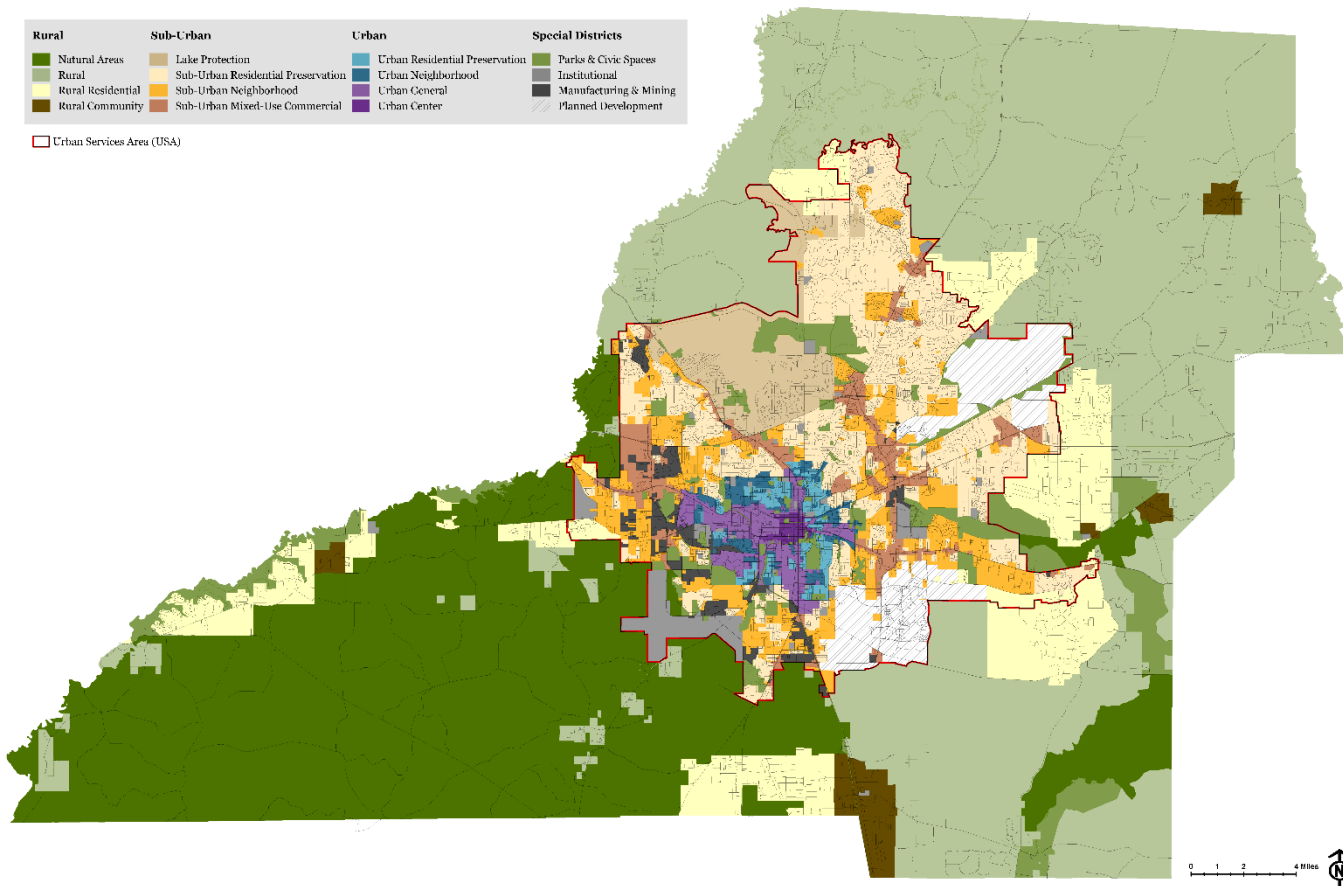 Rural Sub-Urban Urban Special Districts
Natural Areas Lake Protection Urban Residential Preservation Parks & Civic Spaces
Rural Sub-Urban Residential Preservation Urban Neighborhood Institutional
Rural Residential Sub-Urban Neighborhood Urban General Manufacturing & Mining
Rural Community Sub-Urban Mixed-Use Commercial Urban Center Planned Development
Urban Services Area (USA)
0 1 2 4 Miles
N